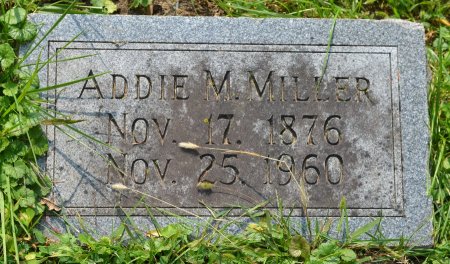 ADDIE M. MILLER
NOV. 17. 1876
NOV. 25. 1960